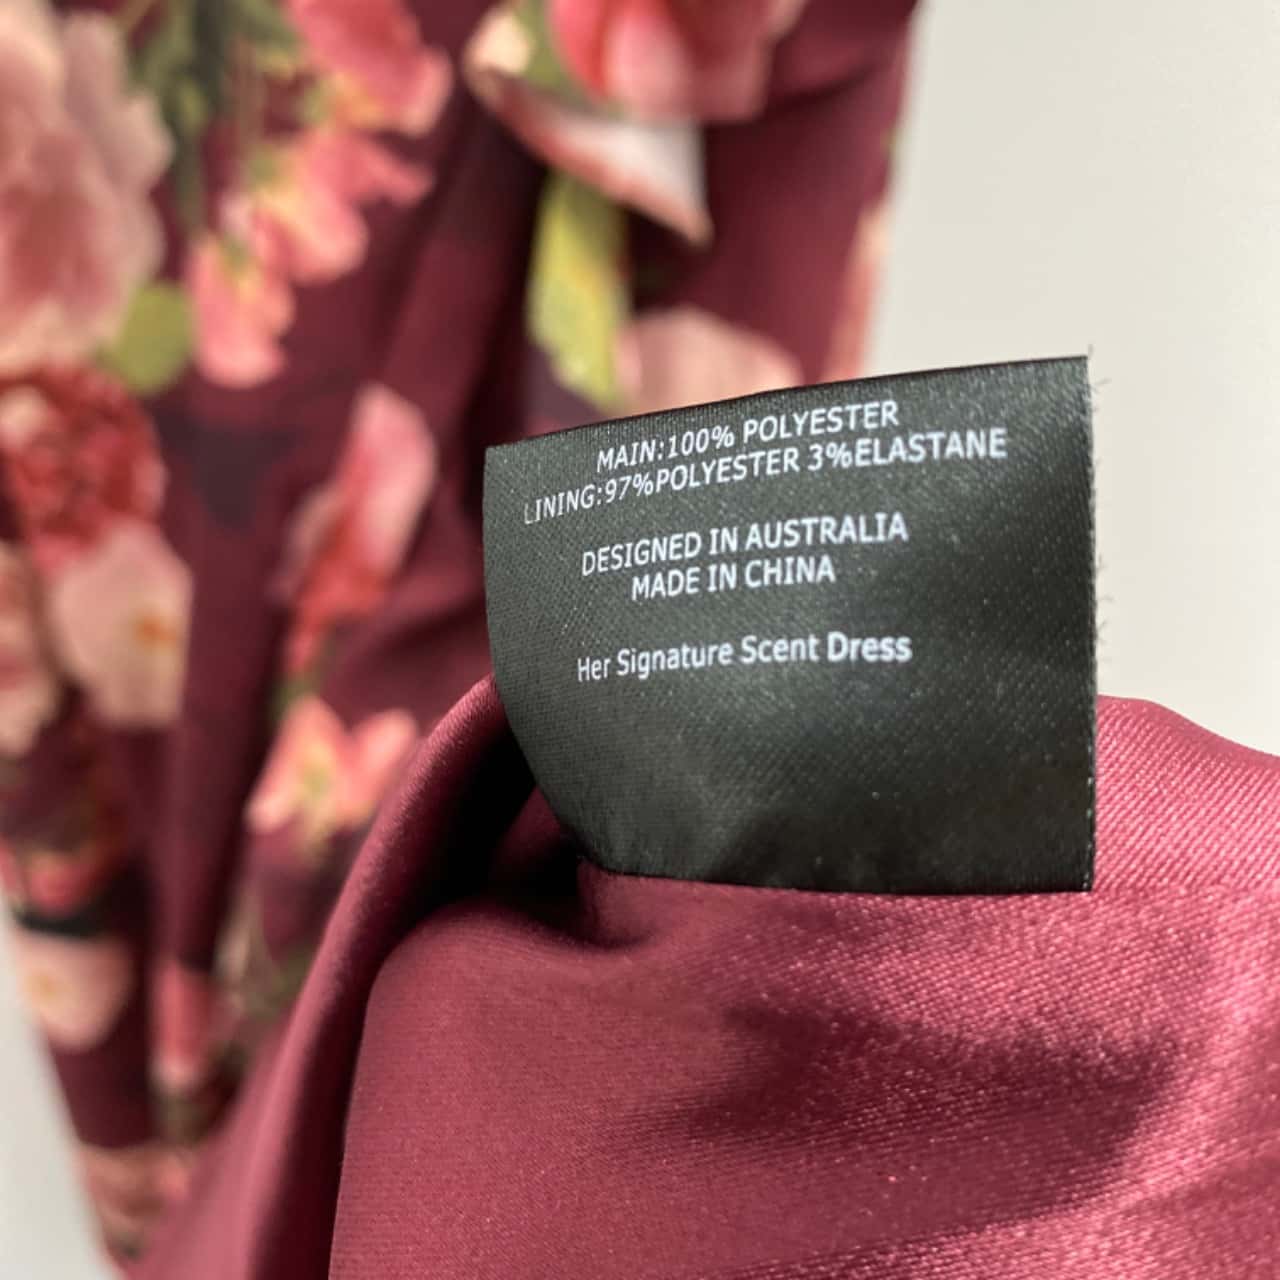 MAIN:100% POLYESTER
LINING:97%POLYESTER 3%ELASTANE
DESIGNED IN AUSTRALIA
MADE IN CHINA
Her Signature Scent Dress